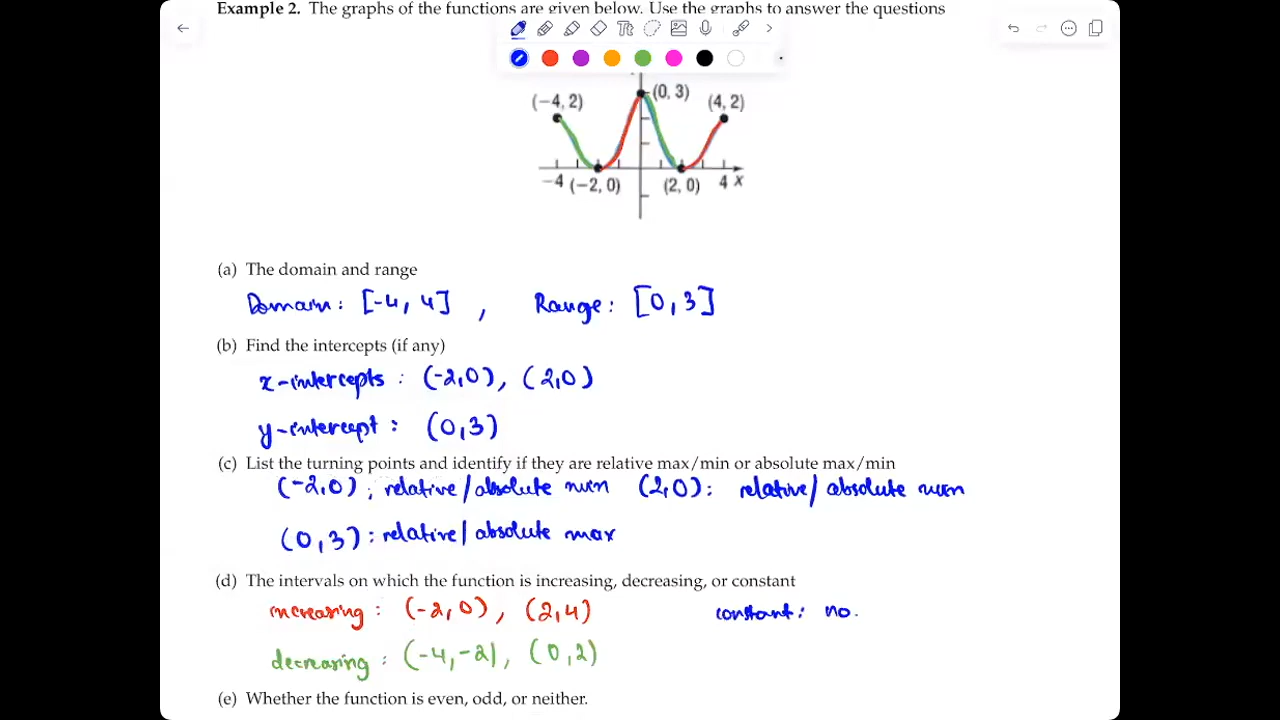 Example 2. The graphs of the functions are given below. Use the graphs to answer the questions
(0, 3)
(−4, 2)
(4, 2)
−4 (−2, 0)
(2, 0)
4 x
(a) The domain and range
Domain: [-4, 4] , Range: [0, 3]
(b) Find the intercepts (if any)
x-intercepts : (-2,0), (2,0)
y-intercept : (0,3)
(c) List the turning points and identify if they are relative max/min or absolute max/min
(-2,0) ; relative/absolute min (2,0): relative/absolute min
(0,3) : relative/absolute max
(d) The intervals on which the function is increasing, decreasing, or constant
increasing : (-2,0), (2,4) constant: no.
decreasing : (-4,-2), (0,2)
(e) Whether the function is even, odd, or neither.